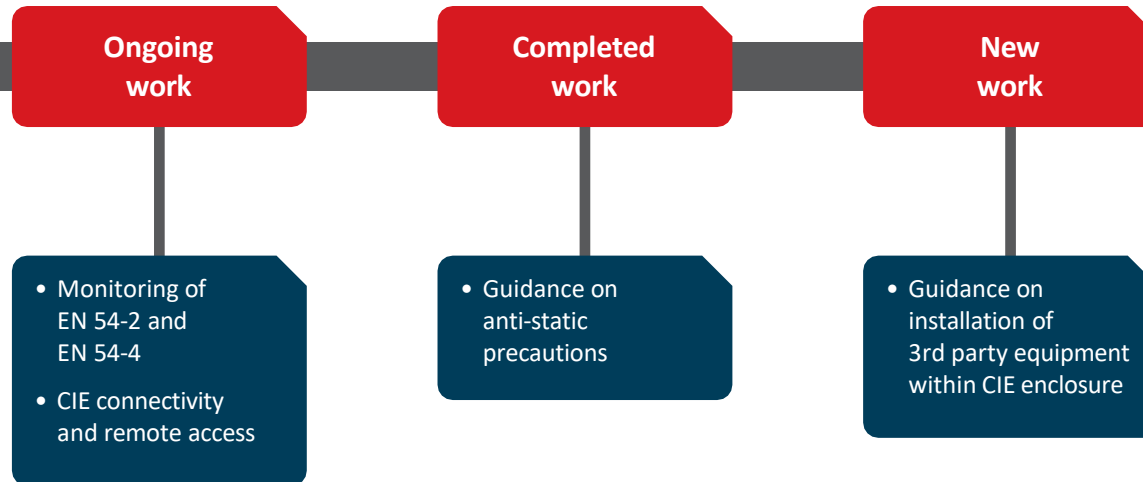 Ongoing
work
Completed
work
New
work
• Monitoring of
EN 54-2 and
EN 54-4
• CIE connectivity
and remote access
• Guidance on
anti-static
precautions
• Guidance on
installation of
3rd party equipment
within CIE enclosure